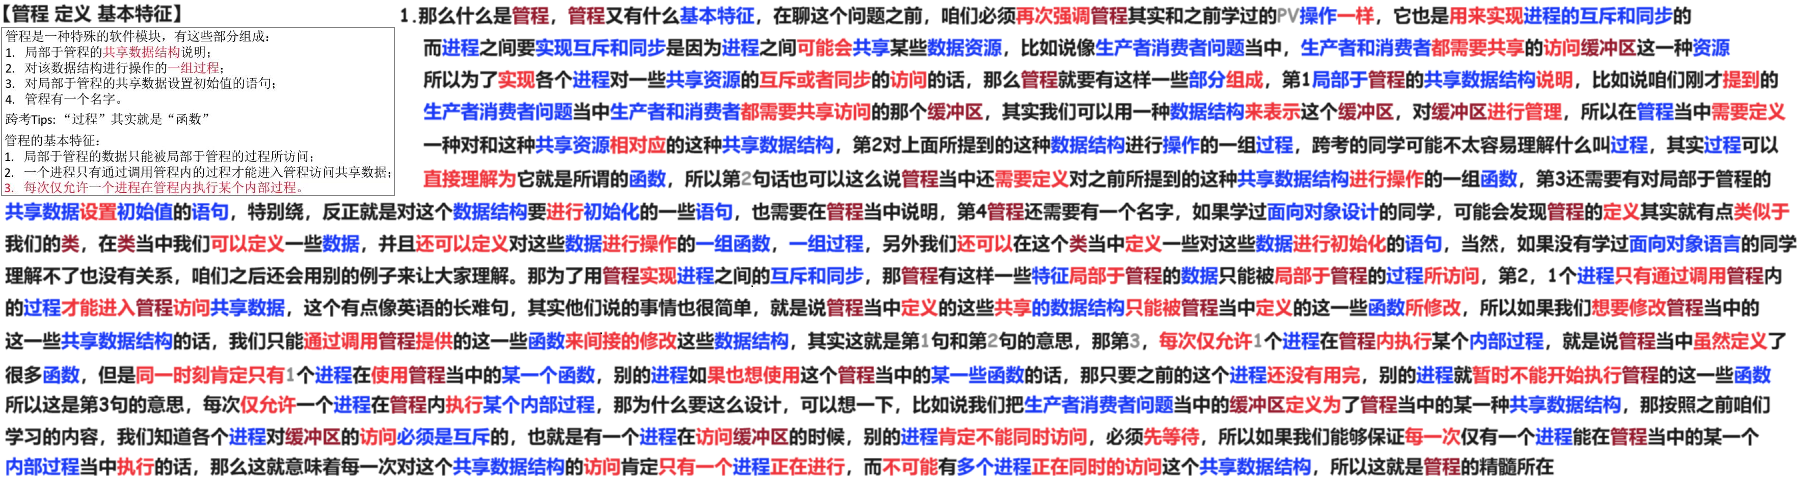 【管程 定义 基本特征】
管程是一种特殊的软件模块，有这些部分组成：
1. 局部于管程的共享数据结构说明；
2. 对该数据结构进行操作的一组过程；
3. 对局部于管程的共享数据设置初始值的语句；
4. 管程有一个名字。
跨考Tips：“过程”其实就是“函数”
管程的基本特征：
1. 局部于管程的数据只能被局部于管程的过程所访问；
2. 一个进程只有通过调用管程内的过程才能进入管程访问共享数据；
3. 每次仅允许一个进程在管程内执行某个内部过程。
1.那么什么是管程，管程又有什么基本特征，在聊这个问题之前，咱们必须再次强调管程其实和之前学过的PV操作一样，它也是用来实现进程的互斥和同步的
而进程之间要实现互斥和同步是因为进程之间可能会共享某些数据资源，比如说像生产者消费者问题当中，生产者和消费者都需要共享的访问缓冲区这一种资源
所以为了实现各个进程对一些共享资源的互斥或者同步的访问的话，那么管程就要有这样一些部分组成，第1局部于管程的共享数据结构说明，比如说咱们刚才提到的
生产者消费者问题当中生产者和消费者都需要共享访问的那个缓冲区，其实我们可以用一种数据结构来表示这个缓冲区，对缓冲区进行管理，所以在管程当中需要定义
一种对和这种共享资源相对应的这种共享数据结构，第2对上面所提到的这种数据结构进行操作的一组过程，跨考的同学可能不太容易理解什么叫过程，其实过程可以
直接理解为它就是所谓的函数，所以第2句话也可以这么说管程当中还需要定义对之前所提到的这种共享数据结构进行操作的一组函数，第3还需要有对局部于管程的
共享数据设置初始值的语句，特别绕，反正就是对这个数据结构要进行初始化的一些语句，也需要在管程当中说明，第4管程还需要有一个名字，如果学过面向对象设计的同学，可能会发现管程的定义其实就有点类似于
我们的类，在类当中我们可以定义一些数据，并且还可以定义对这些数据进行操作的一组函数，一组过程，另外我们还可以在这个类当中定义一些对这些数据进行初始化的语句，当然，如果没有学过面向对象语言的同学
理解不了也没有关系，咱们之后还会用别的例子来让大家理解。那为了用管程实现进程之间的互斥和同步，那管程有这样一些特征局部于管程的数据只能被局部于管程的过程所访问，第2，1个进程只有通过调用管程内
的过程才能进入管程访问共享数据，这个有点像英语的长难句，其实他们说的事情也很简单，就是说管程当中定义的这些共享的数据结构只能被管程当中定义的这一些函数所修改，所以如果我们想要修改管程当中的
这一些共享数据结构的话，我们只能通过调用管程提供的这一些函数来间接的修改这些数据结构，其实这就是第1句和第2句的意思，那第3，每次仅允许1个进程在管程内执行某个内部过程，就是说管程当中虽然定义了
很多函数，但是同一时刻肯定只有1个进程在使用管程当中的某一个函数，别的进程如果也想使用这个管程当中的某一些函数的话，那只要之前的这个进程还没有用完，别的进程就暂时不能开始执行管程的这一些函数
所以这是第3句的意思，每次仅允许一个进程在管程内执行某个内部过程，那为什么要这么设计，可以想一下，比如说我们把生产者消费者问题当中的缓冲区定义为了管程当中的某一种共享数据结构，那按照之前咱们
学习的内容，我们知道各个进程对缓冲区的访问必须是互斥的，也就是有一个进程在访问缓冲区的时候，别的进程肯定不能同时访问，必须先等待，所以如果我们能够保证每一次仅有一个进程能在管程当中的某一个
内部过程当中执行的话，那么这就意味着每一次对这个共享数据结构的访问肯定只有一个进程正在进行，而不可能有多个进程正在同时的访问这个共享数据结构，所以这就是管程的精髓所在